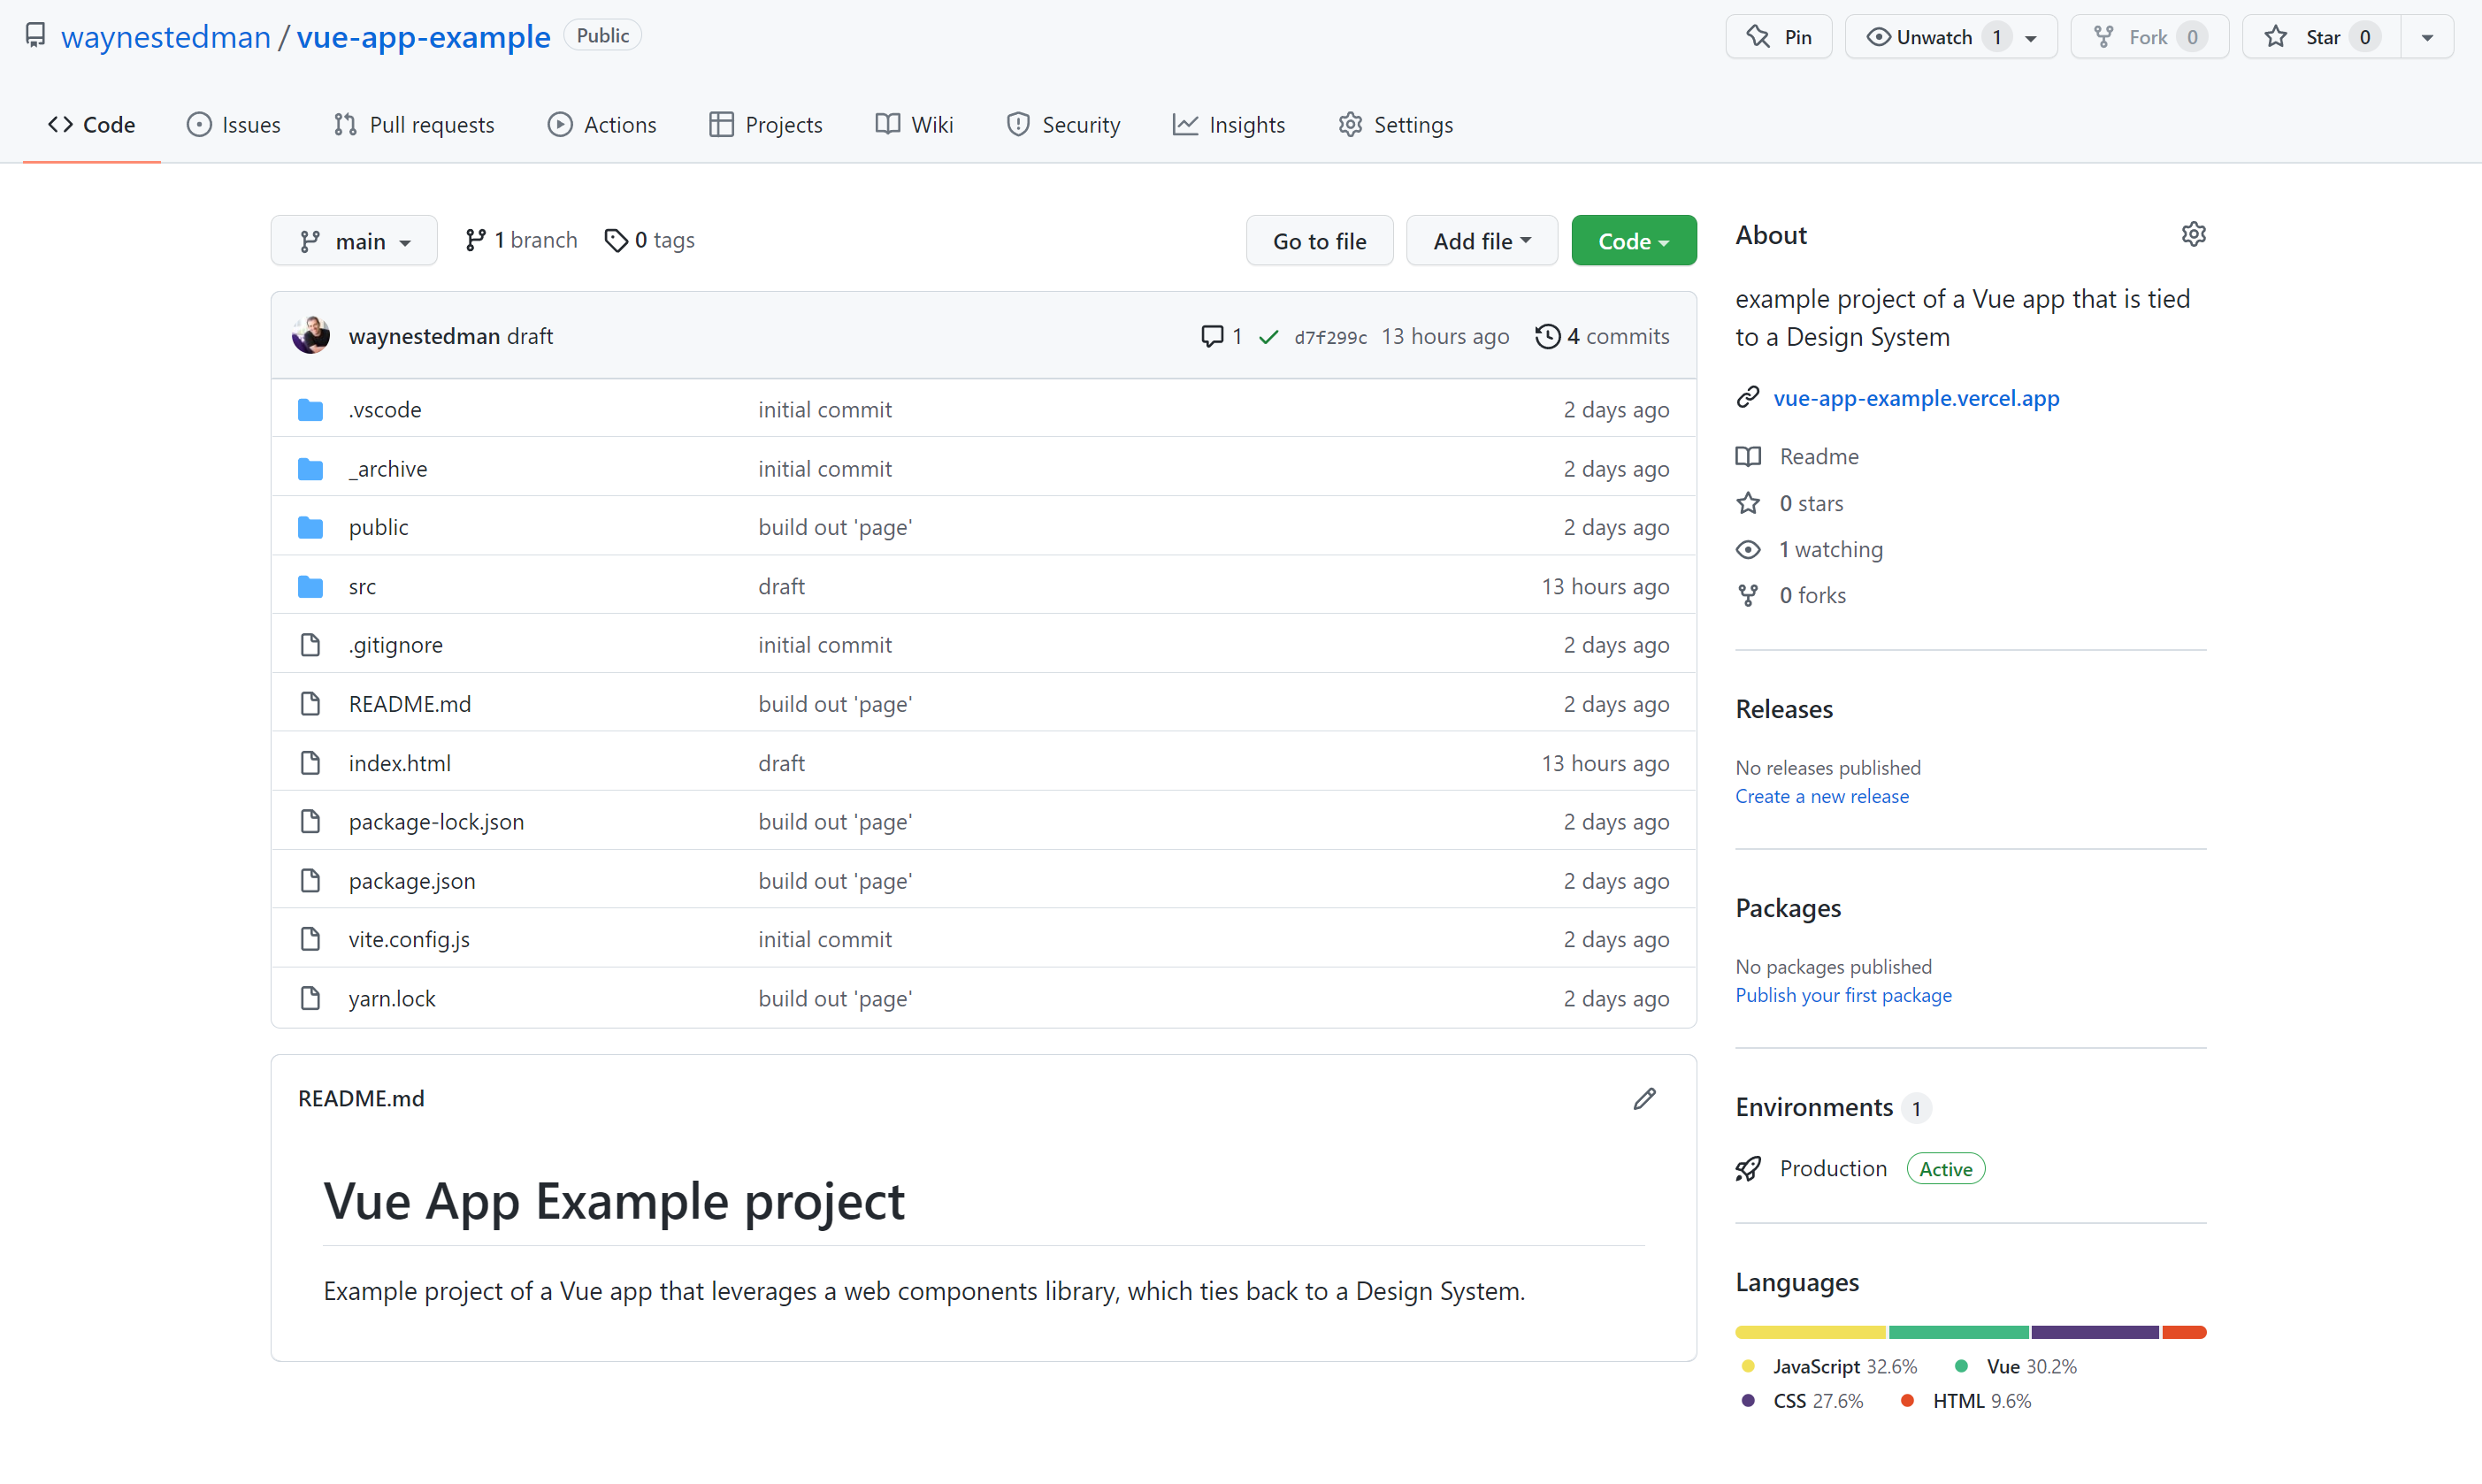 waynestedman / vue-app-example Public
Pin Unwatch 1 Fork 0 Star 0
Code Issues Pull requests Actions Projects Wiki Security Insights Settings
main 1 branch 0 tags Go to file Add file Code
waynestedman draft 1 d7f299c 13 hours ago 4 commits
.vscode initial commit 2 days ago
_archive initial commit 2 days ago
public build out 'page' 2 days ago
src draft 13 hours ago
.gitignore initial commit 2 days ago
README.md build out 'page' 2 days ago
index.html draft 13 hours ago
package-lock.json build out 'page' 2 days ago
package.json build out 'page' 2 days ago
vite.config.js initial commit 2 days ago
yarn.lock build out 'page' 2 days ago
README.md
Vue App Example project
Example project of a Vue app that leverages a web components library, which ties back to a Design System.
About
example project of a Vue app that is tied
to a Design System
vue-app-example.vercel.app
Readme
0 stars
1 watching
0 forks
Releases
No releases published
Create a new release
Packages
No packages published
Publish your first package
Environments 1
Production Active
Languages
JavaScript 32.6% Vue 30.2%
CSS 27.6% HTML 9.6%